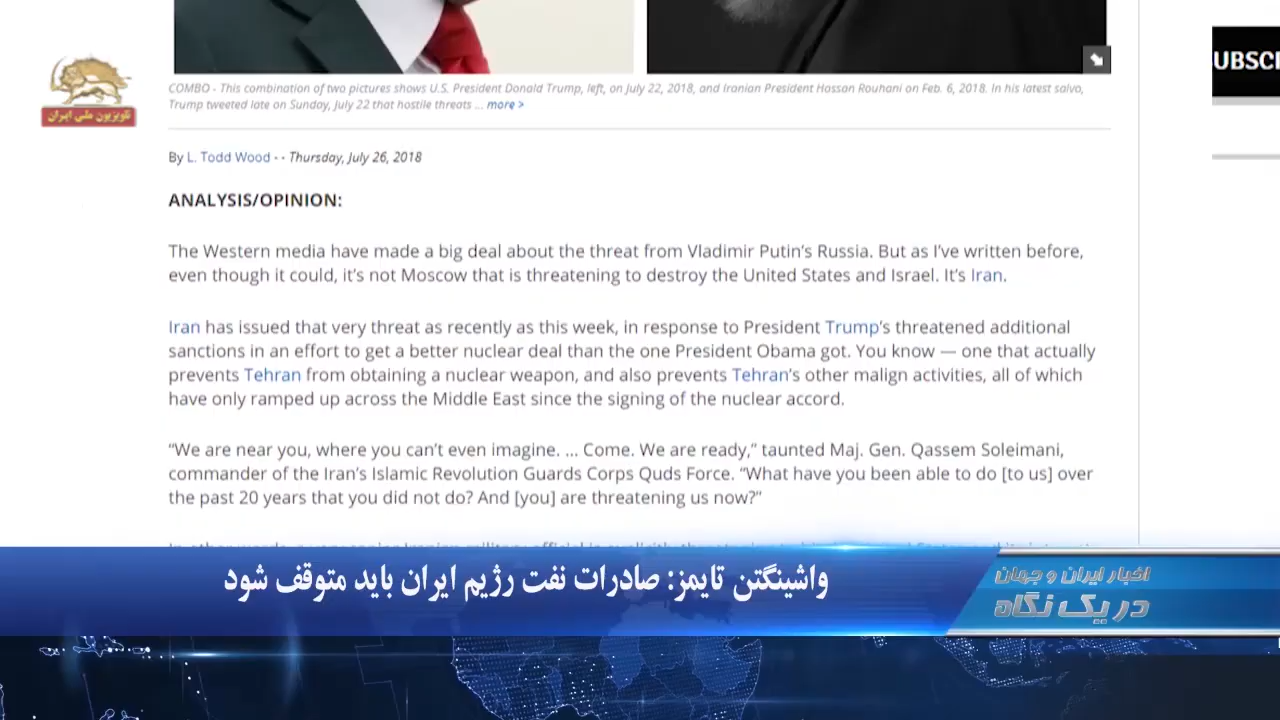 UBSCI
تلویزیون ملی ایران
COMBO - This combination of two pictures shows U.S. President Donald Trump, left, on July 22, 2018, and Iranian President Hassan Rouhani on Feb. 6, 2018. In his latest salvo,
Trump tweeted late on Sunday, July 22 that hostile threats ... more >
By L. Todd Wood - - Thursday, July 26, 2018
ANALYSIS/OPINION:
The Western media have made a big deal about the threat from Vladimir Putin’s Russia. But as I’ve written before,
even though it could, it’s not Moscow that is threatening to destroy the United States and Israel. It’s Iran.
Iran has issued that very threat as recently as this week, in response to President Trump’s threatened additional
sanctions in an effort to get a better nuclear deal than the one President Obama got. You know — one that actually
prevents Tehran from obtaining a nuclear weapon, and also prevents Tehran’s other malign activities, all of which
have only ramped up across the Middle East since the signing of the nuclear accord.
“We are near you, where you can’t even imagine. ... Come. We are ready,” taunted Maj. Gen. Qassem Soleimani,
commander of the Iran’s Islamic Revolution Guards Corps Quds Force. “What have you been able to do [to us] over
the past 20 years that you did not do? And [you] are threatening us now?”
اخبار ایران و جهان
در یک نگاه
واشینگتن تایمز: صادرات نفت رژیم ایران باید متوقف شود